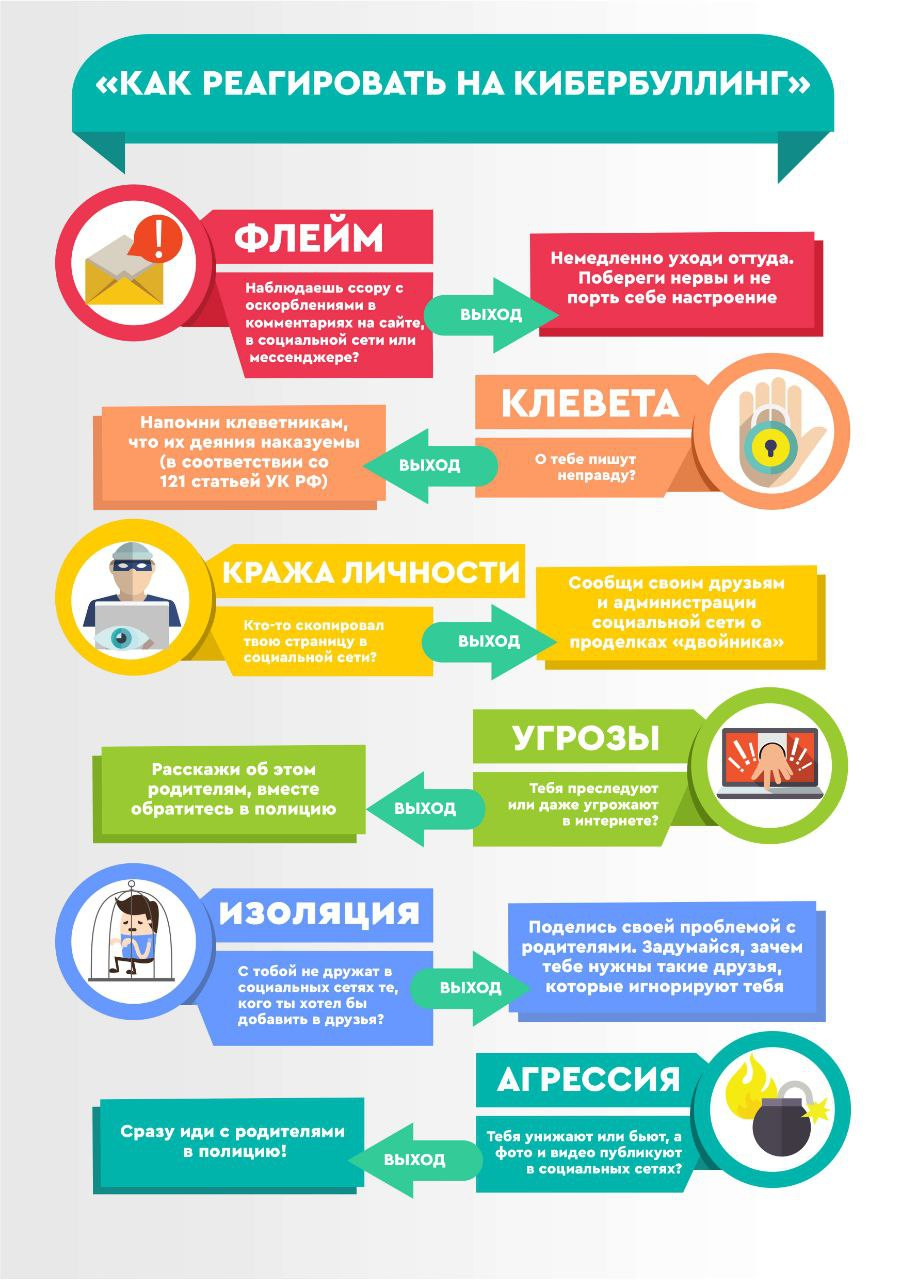 «КАК РЕАГИРОВАТЬ НА КИБЕРБУЛЛИНГ»
ФЛЕЙМ
Наблюдаешь ссору с
оскорблениями в
комментариях на сайте,
в социальной сети или
мессенджере?
ВЫХОД
Немедленно уходи оттуда.
Побереги нервы и не
порть себе настроение
КЛЕВЕТА
О тебе пишут
неправду?
ВЫХОД
Напомни клеветникам,
что их деяния наказуемы
(в соответствии со
121 статьей УК РФ)
КРАЖА ЛИЧНОСТИ
Кто-то скопировал
твою страницу в
социальной сети?
ВЫХОД
Сообщи своим друзьям
и администрации
социальной сети о
проделках «двойника»
УГРОЗЫ
Тебя преследуют
или даже угрожают
в интернете?
ВЫХОД
Расскажи об этом
родителям, вместе
обратитесь в полицию
ИЗОЛЯЦИЯ
С тобой не дружат в
социальных сетях те,
кого ты хотел бы
добавить в друзья?
ВЫХОД
Поделись своей проблемой с
родителями. Задумайся, зачем
тебе нужны такие друзья,
которые игнорируют тебя
АГРЕССИЯ
Тебя унижают или бьют, а
фото и видео публикуют
в социальных сетях?
ВЫХОД
Сразу иди с родителями
в полицию!